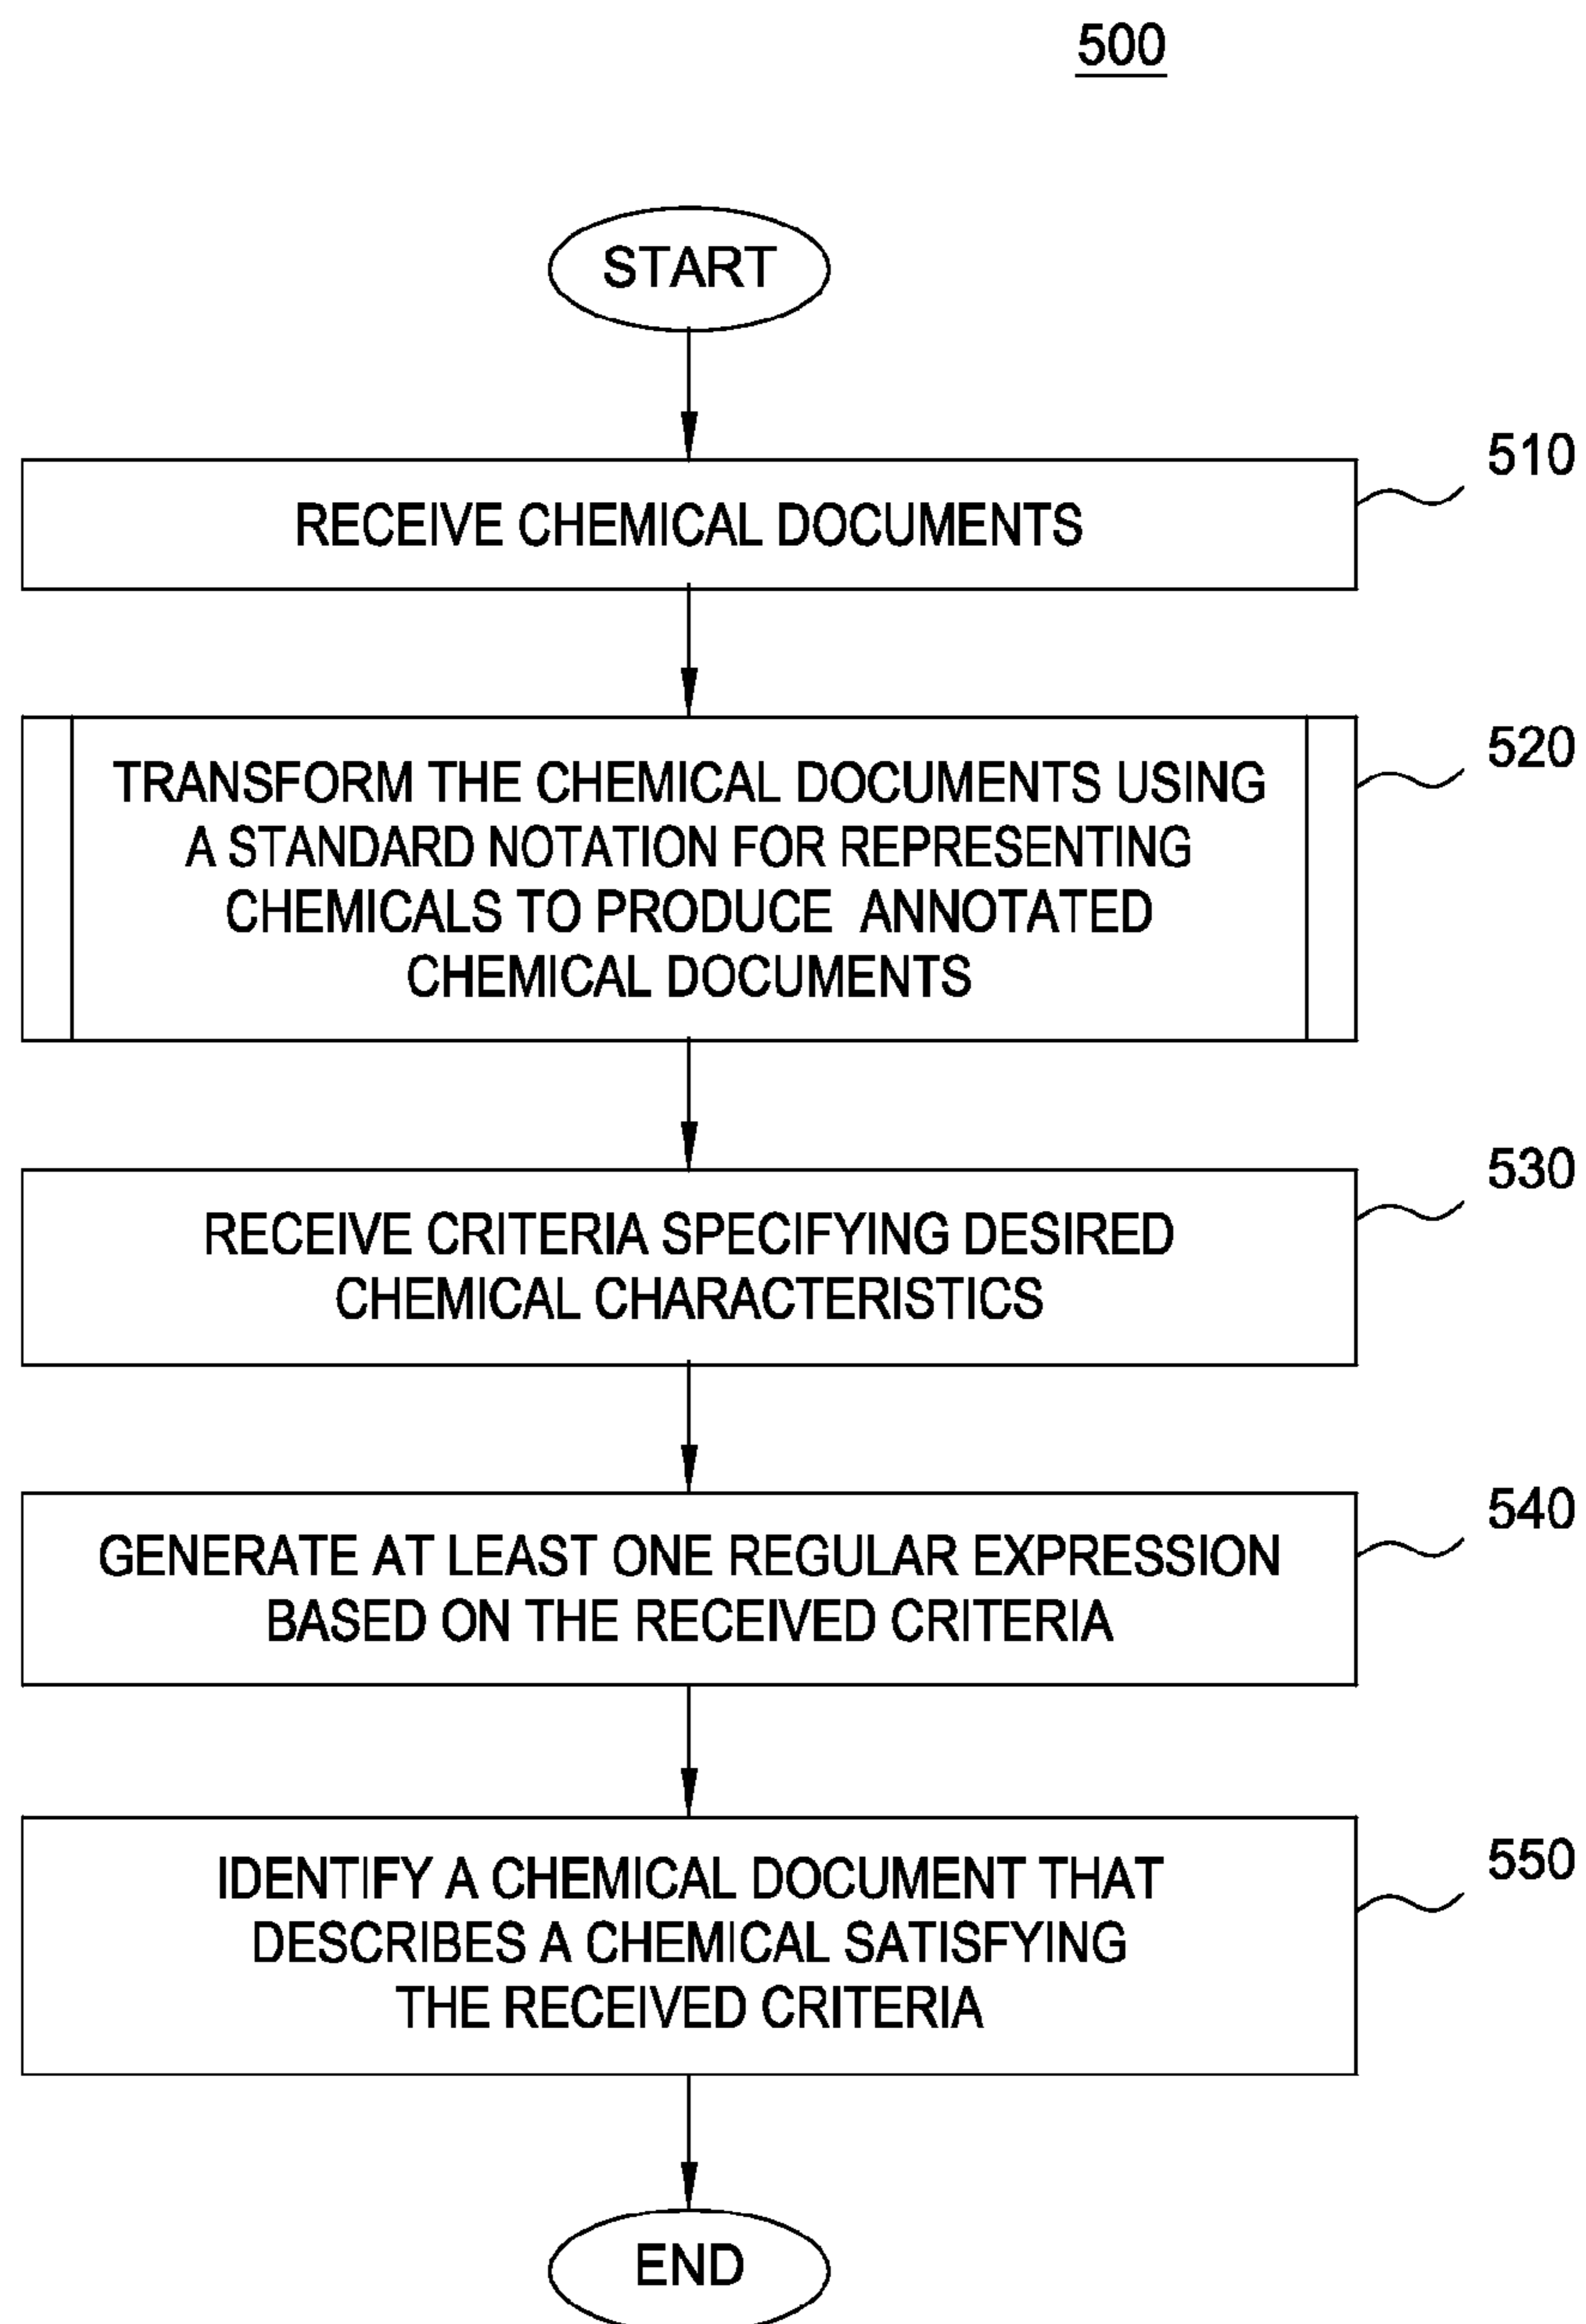 500
START
510
RECEIVE CHEMICAL DOCUMENTS
520
TRANSFORM THE CHEMICAL DOCUMENTS USING
A STANDARD NOTATION FOR REPRESENTING
CHEMICALS TO PRODUCE ANNOTATED
CHEMICAL DOCUMENTS
530
RECEIVE CRITERIA SPECIFYING DESIRED
CHEMICAL CHARACTERISTICS
540
GENERATE AT LEAST ONE REGULAR EXPRESSION
BASED ON THE RECEIVED CRITERIA
550
IDENTIFY A CHEMICAL DOCUMENT THAT
DESCRIBES A CHEMICAL SATISFYING
THE RECEIVED CRITERIA
END